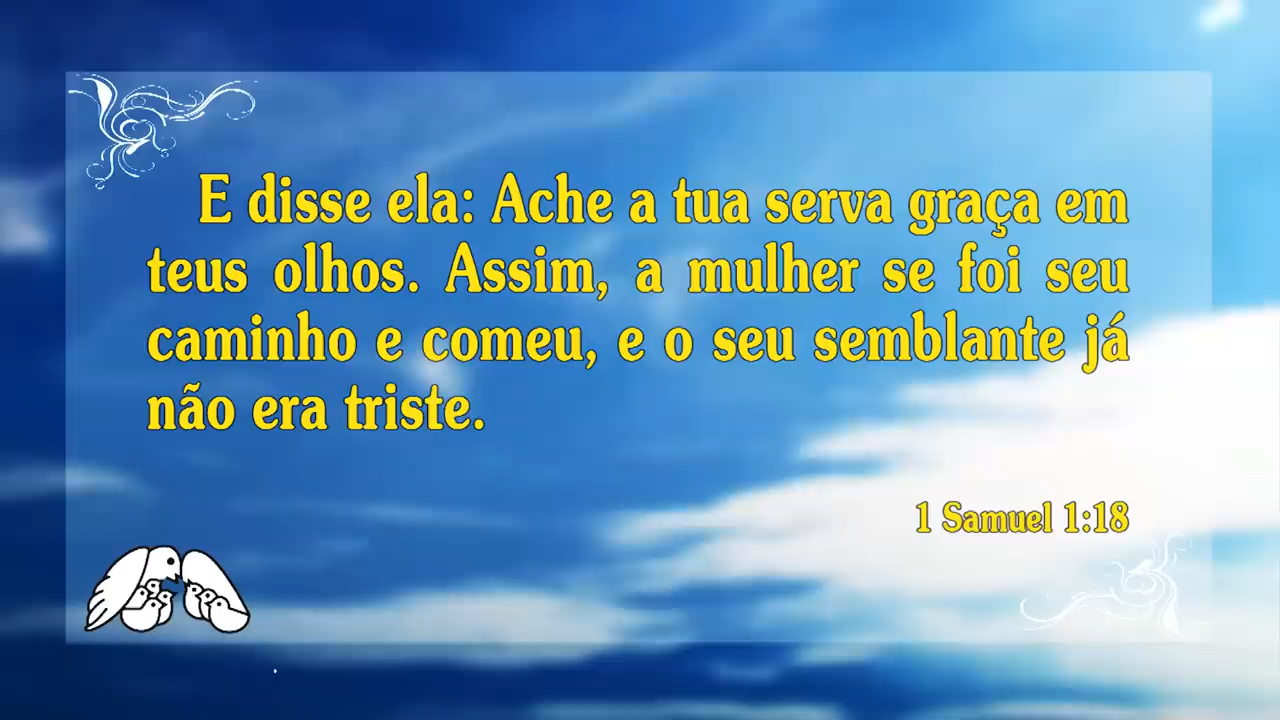 E disse ela: Ache a tua serva graça em
teus olhos. Assim, a mulher se foi seu
caminho e comeu, e o seu semblante já
não era triste.
1 Samuel 1:18